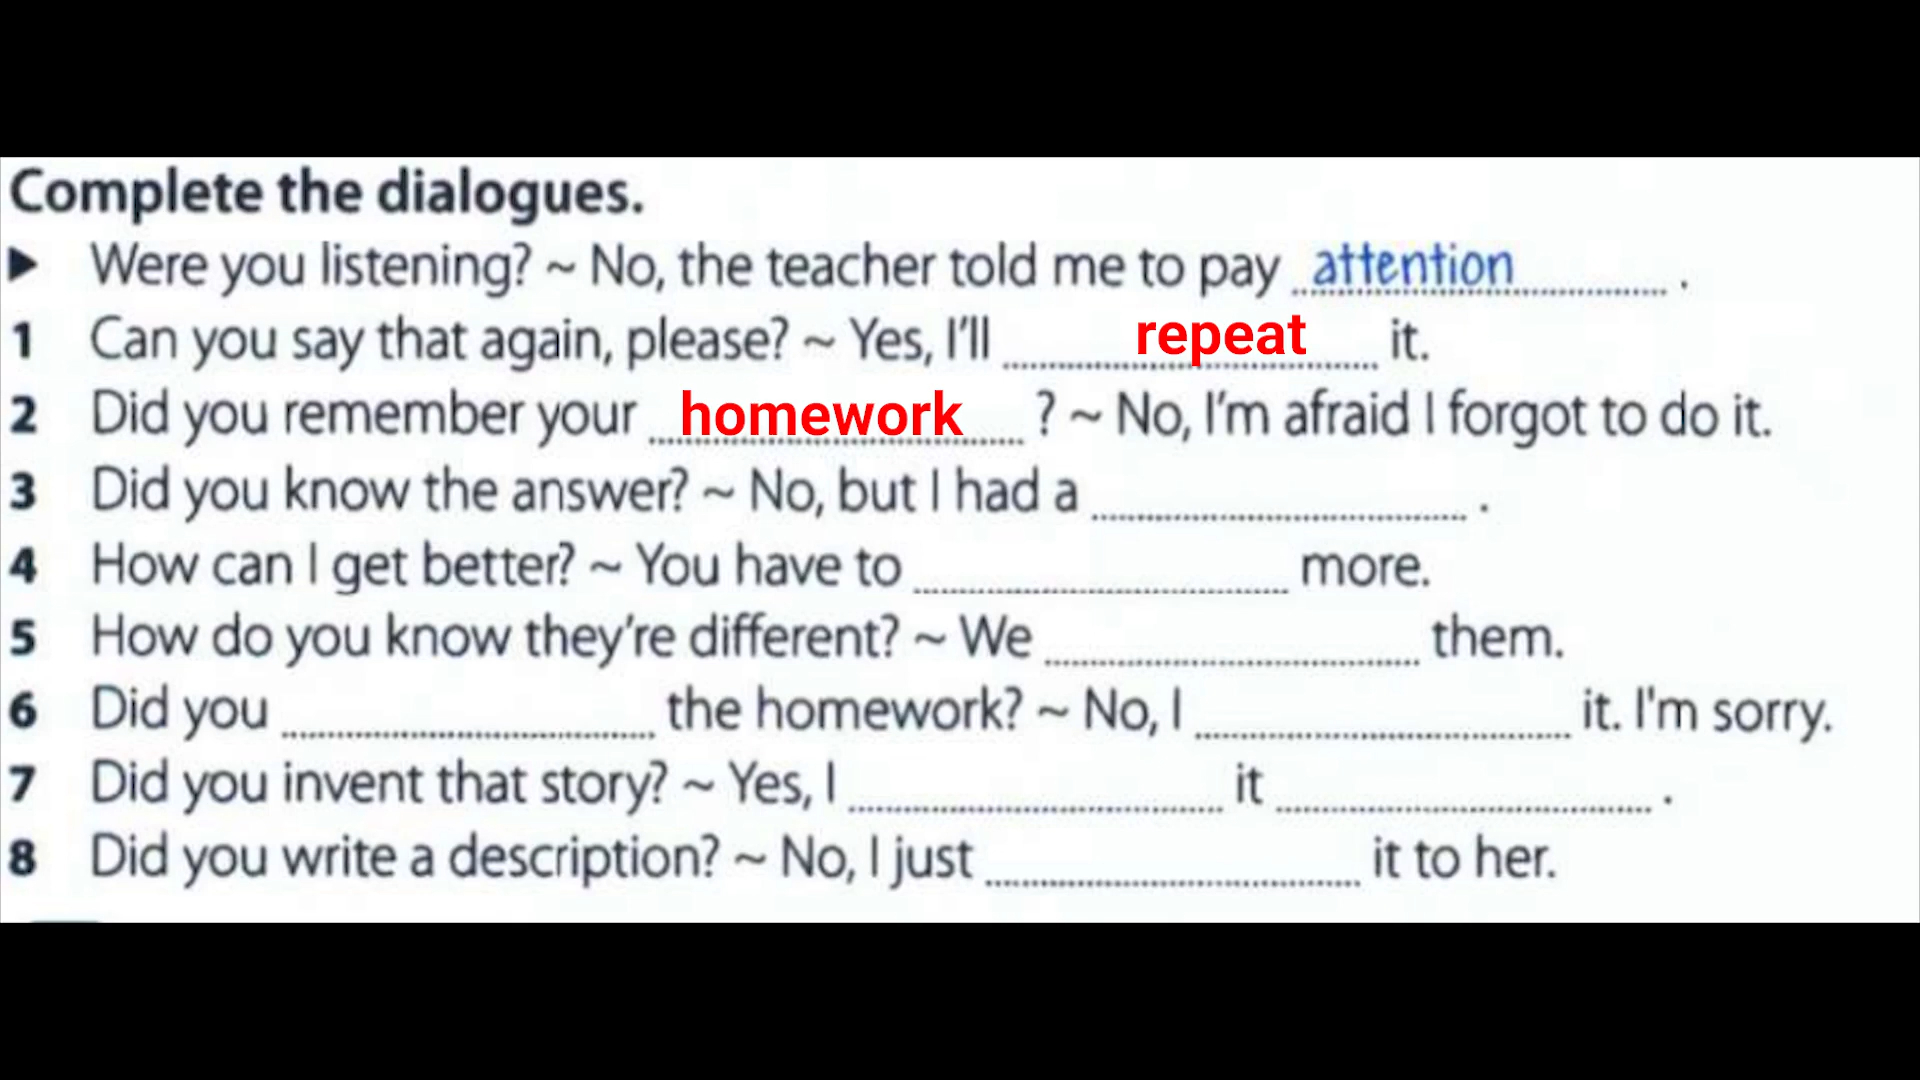 Complete the dialogues.
▶ Were you listening? ~ No, the teacher told me to pay attention .
1 Can you say that again, please? ~ Yes, I'll repeat it.
2 Did you remember your homework ? ~ No, I'm afraid I forgot to do it.
3 Did you know the answer? ~ No, but I had a .................... .
4 How can I get better? ~ You have to .................... more.
5 How do you know they're different? ~ We .................... them.
6 Did you .................... the homework? ~ No, I .................... it. I'm sorry.
7 Did you invent that story? ~ Yes, I .................... it .................... .
8 Did you write a description? ~ No, I just .................... it to her.